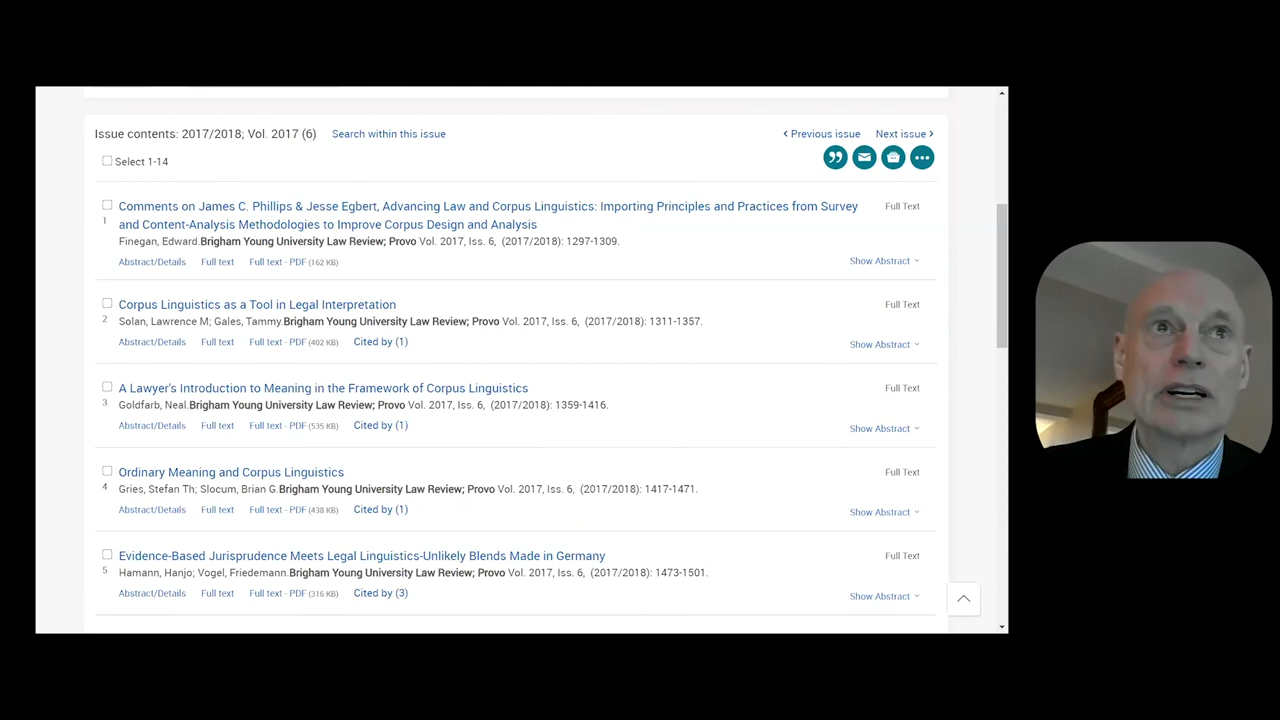 Issue contents: 2017/2018; Vol. 2017 (6) Search within this issue Previous issue Next issue
Select 1-14
Comments on James C. Phillips & Jesse Egbert, Advancing Law and Corpus Linguistics: Importing Principles and Practices from Survey Full Text
1 and Content-Analysis Methodologies to Improve Corpus Design and Analysis
Finegan, Edward.Brigham Young University Law Review; Provo Vol. 2017, Iss. 6, (2017/2018): 1297-1309.
Abstract/Details Full text Full text - PDF (162 KB) Show Abstract
Corpus Linguistics as a Tool in Legal Interpretation Full Text
2 Solan, Lawrence M; Gales, Tammy.Brigham Young University Law Review; Provo Vol. 2017, Iss. 6, (2017/2018): 1311-1357.
Abstract/Details Full text Full text - PDF (402 KB) Cited by (1) Show Abstract
A Lawyer's Introduction to Meaning in the Framework of Corpus Linguistics Full Text
3 Goldfarb, Neal.Brigham Young University Law Review; Provo Vol. 2017, Iss. 6, (2017/2018): 1359-1416.
Abstract/Details Full text Full text - PDF (535 KB) Cited by (1) Show Abstract
Ordinary Meaning and Corpus Linguistics Full Text
4 Gries, Stefan Th; Slocum, Brian G.Brigham Young University Law Review; Provo Vol. 2017, Iss. 6, (2017/2018): 1417-1471.
Abstract/Details Full text Full text - PDF (438 KB) Cited by (1) Show Abstract
Evidence-Based Jurisprudence Meets Legal Linguistics-Unlikely Blends Made in Germany Full Text
5 Hamann, Hanjo; Vogel, Friedemann.Brigham Young University Law Review; Provo Vol. 2017, Iss. 6, (2017/2018): 1473-1501.
Abstract/Details Full text Full text - PDF (316 KB) Cited by (3) Show Abstract